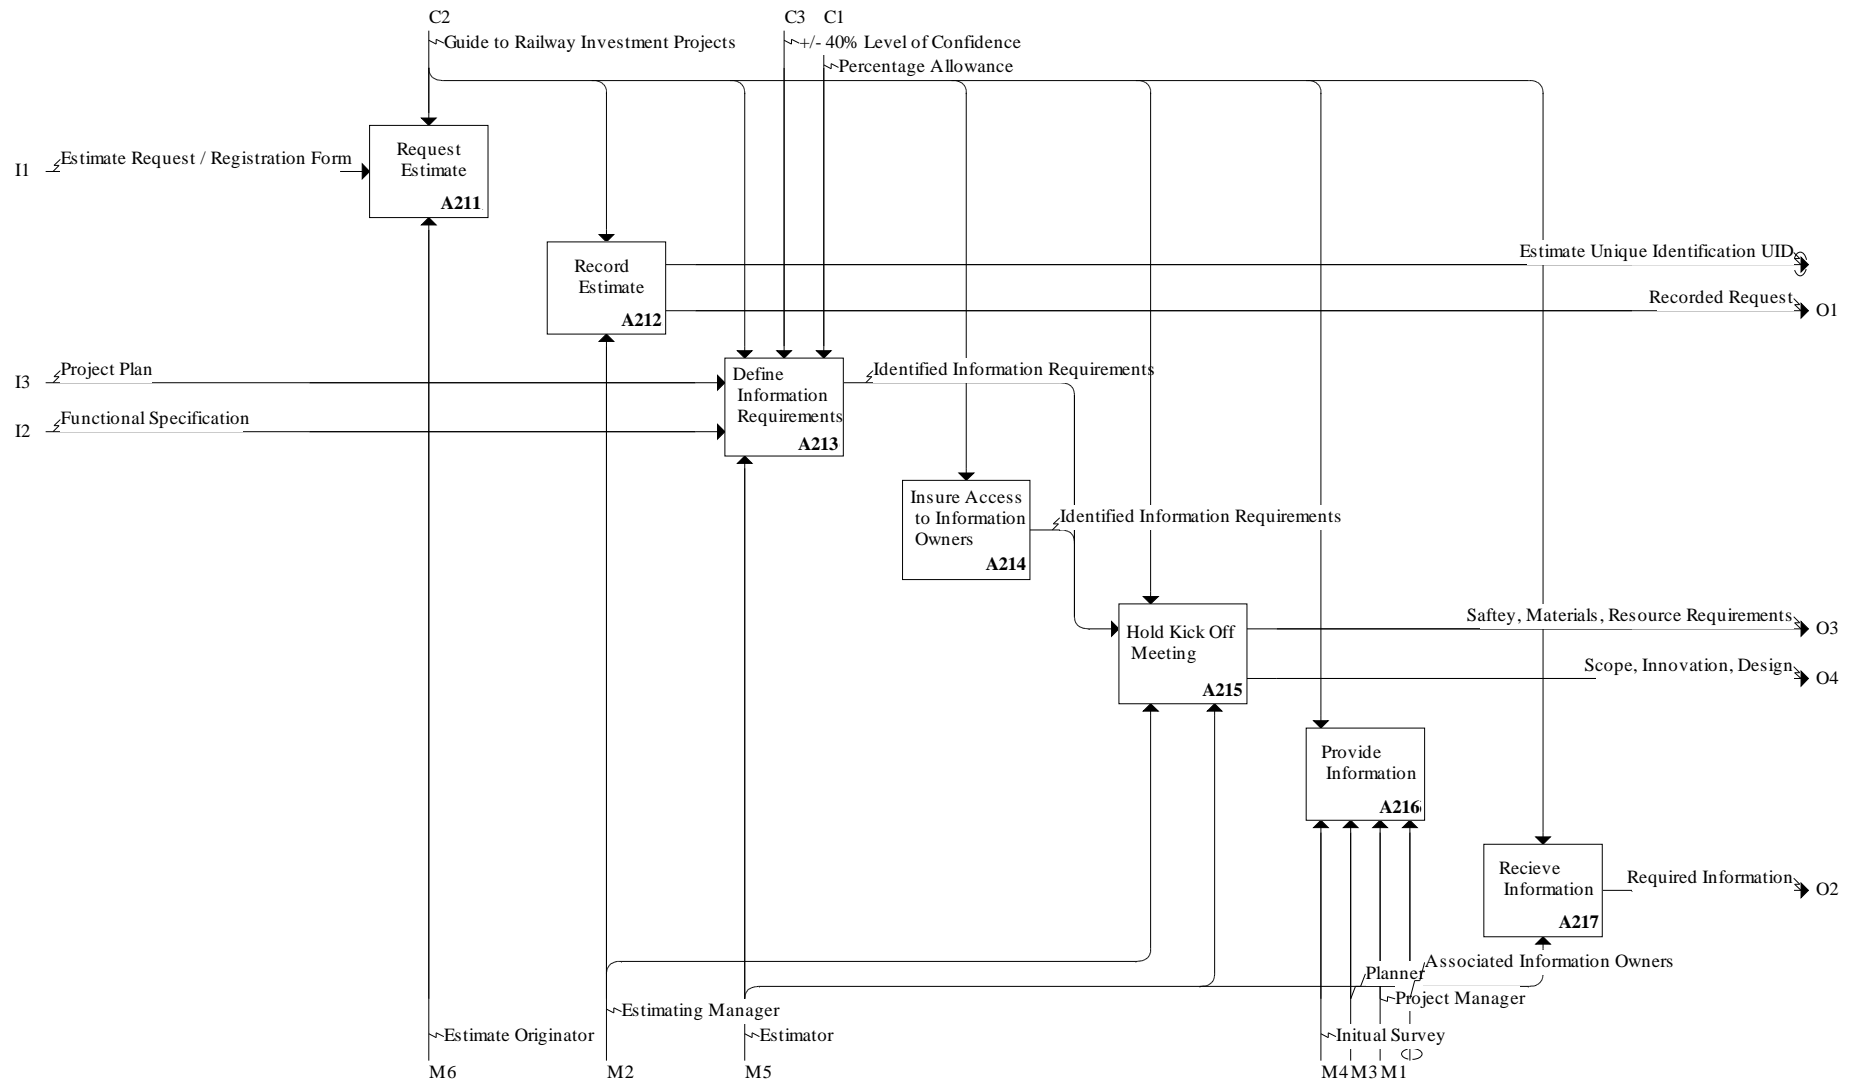 C2
C3 C1
Guide to Railway Investment Projects
+/- 40% Level of Confidence
Percentage Allowance
Request
Estimate
A211
I1
Estimate Request / Registration Form
Record
Estimate
A212
Estimate Unique Identification UID
Recorded Request
O1
I3
Project Plan
I2
Functional Specification
Define
Information
Requirements
A213
Identified Information Requirements
Insure Access
to Information
Owners
A214
Identified Information Requirements
Hold Kick Off
Meeting
A215
Saftey, Materials, Resource Requirements
O3
Scope, Innovation, Design
O4
Provide
Information
A216
Recieve
Information
A217
Required Information
O2
Associated Information Owners
Planner
Project Manager
Estimating Manager
Estimate Originator
Estimator
Initual Survey
M6
M2
M5
M4 M3 M1